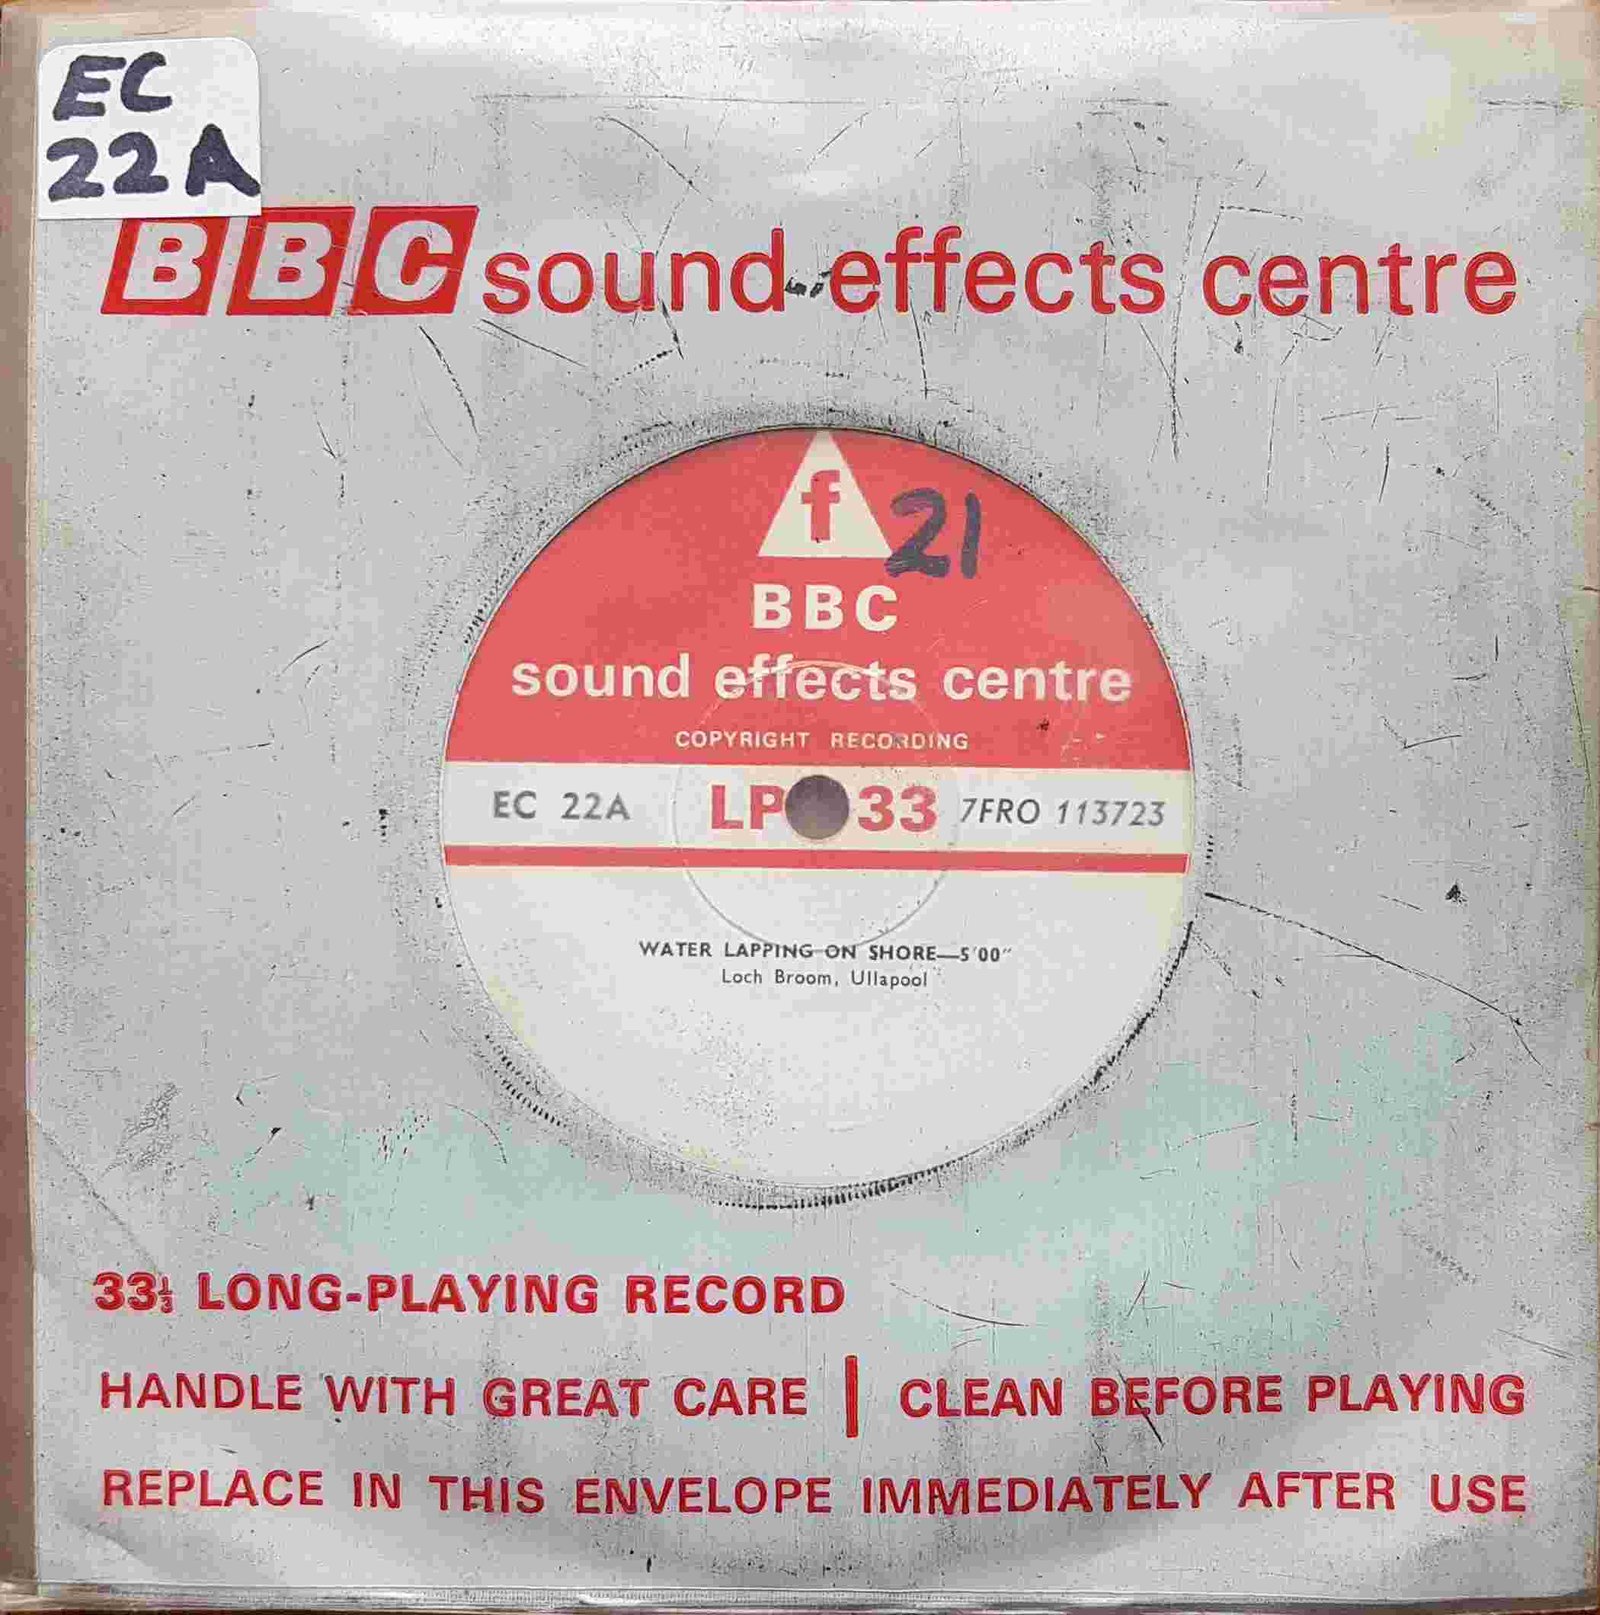 EC
22A
BBC sound effects centre
f 21
BBC
sound effects centre
COPYRIGHT RECORDING
EC 22A LP 33 7FRO 113723
WATER LAPPING ON SHORE—5'00"
Loch Broom, Ullapool
33⅓ LONG-PLAYING RECORD
HANDLE WITH GREAT CARE | CLEAN BEFORE PLAYING
REPLACE IN THIS ENVELOPE IMMEDIATELY AFTER USE